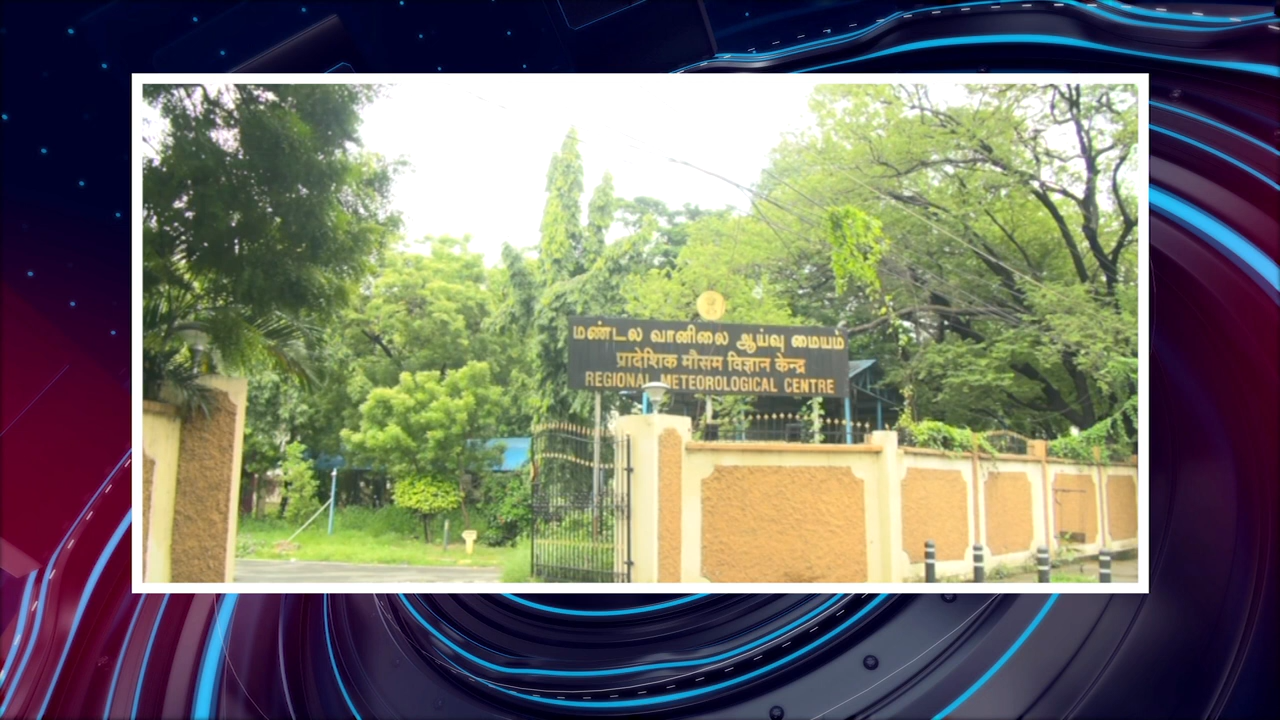 மண்டல வானிலை ஆய்வு மையம்
प्रादेशिक मौसम विज्ञान केन्द्र
REGIONAL METEOROLOGICAL CENTRE